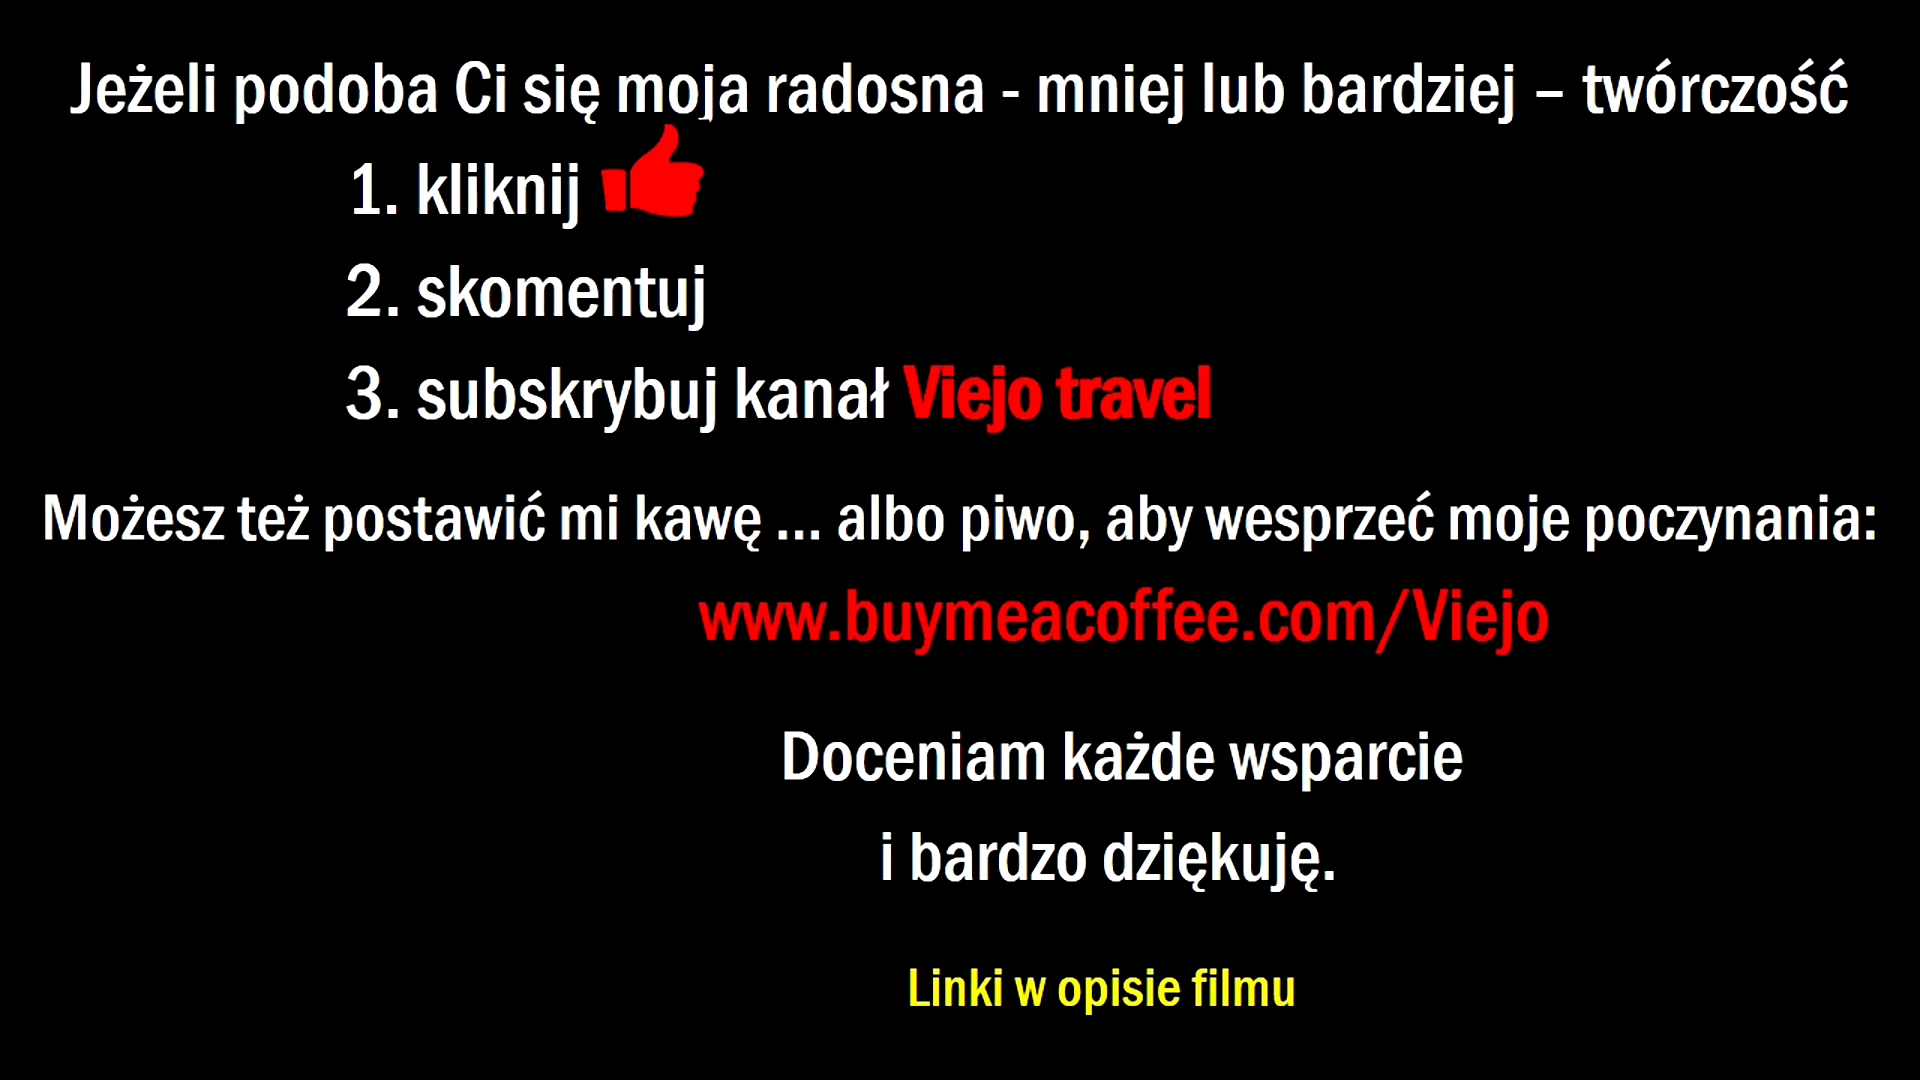 Jeżeli podoba Ci się moja radosna - mniej lub bardziej – twórczość
1. kliknij
2. skomentuj
3. subskrybuj kanał Viejo travel
Możesz też postawić mi kawę ... albo piwo, aby wesprzeć moje poczynania:
www.buymeacoffee.com/Viejo
Doceniam każde wsparcie
i bardzo dziękuję.
Linki w opisie filmu